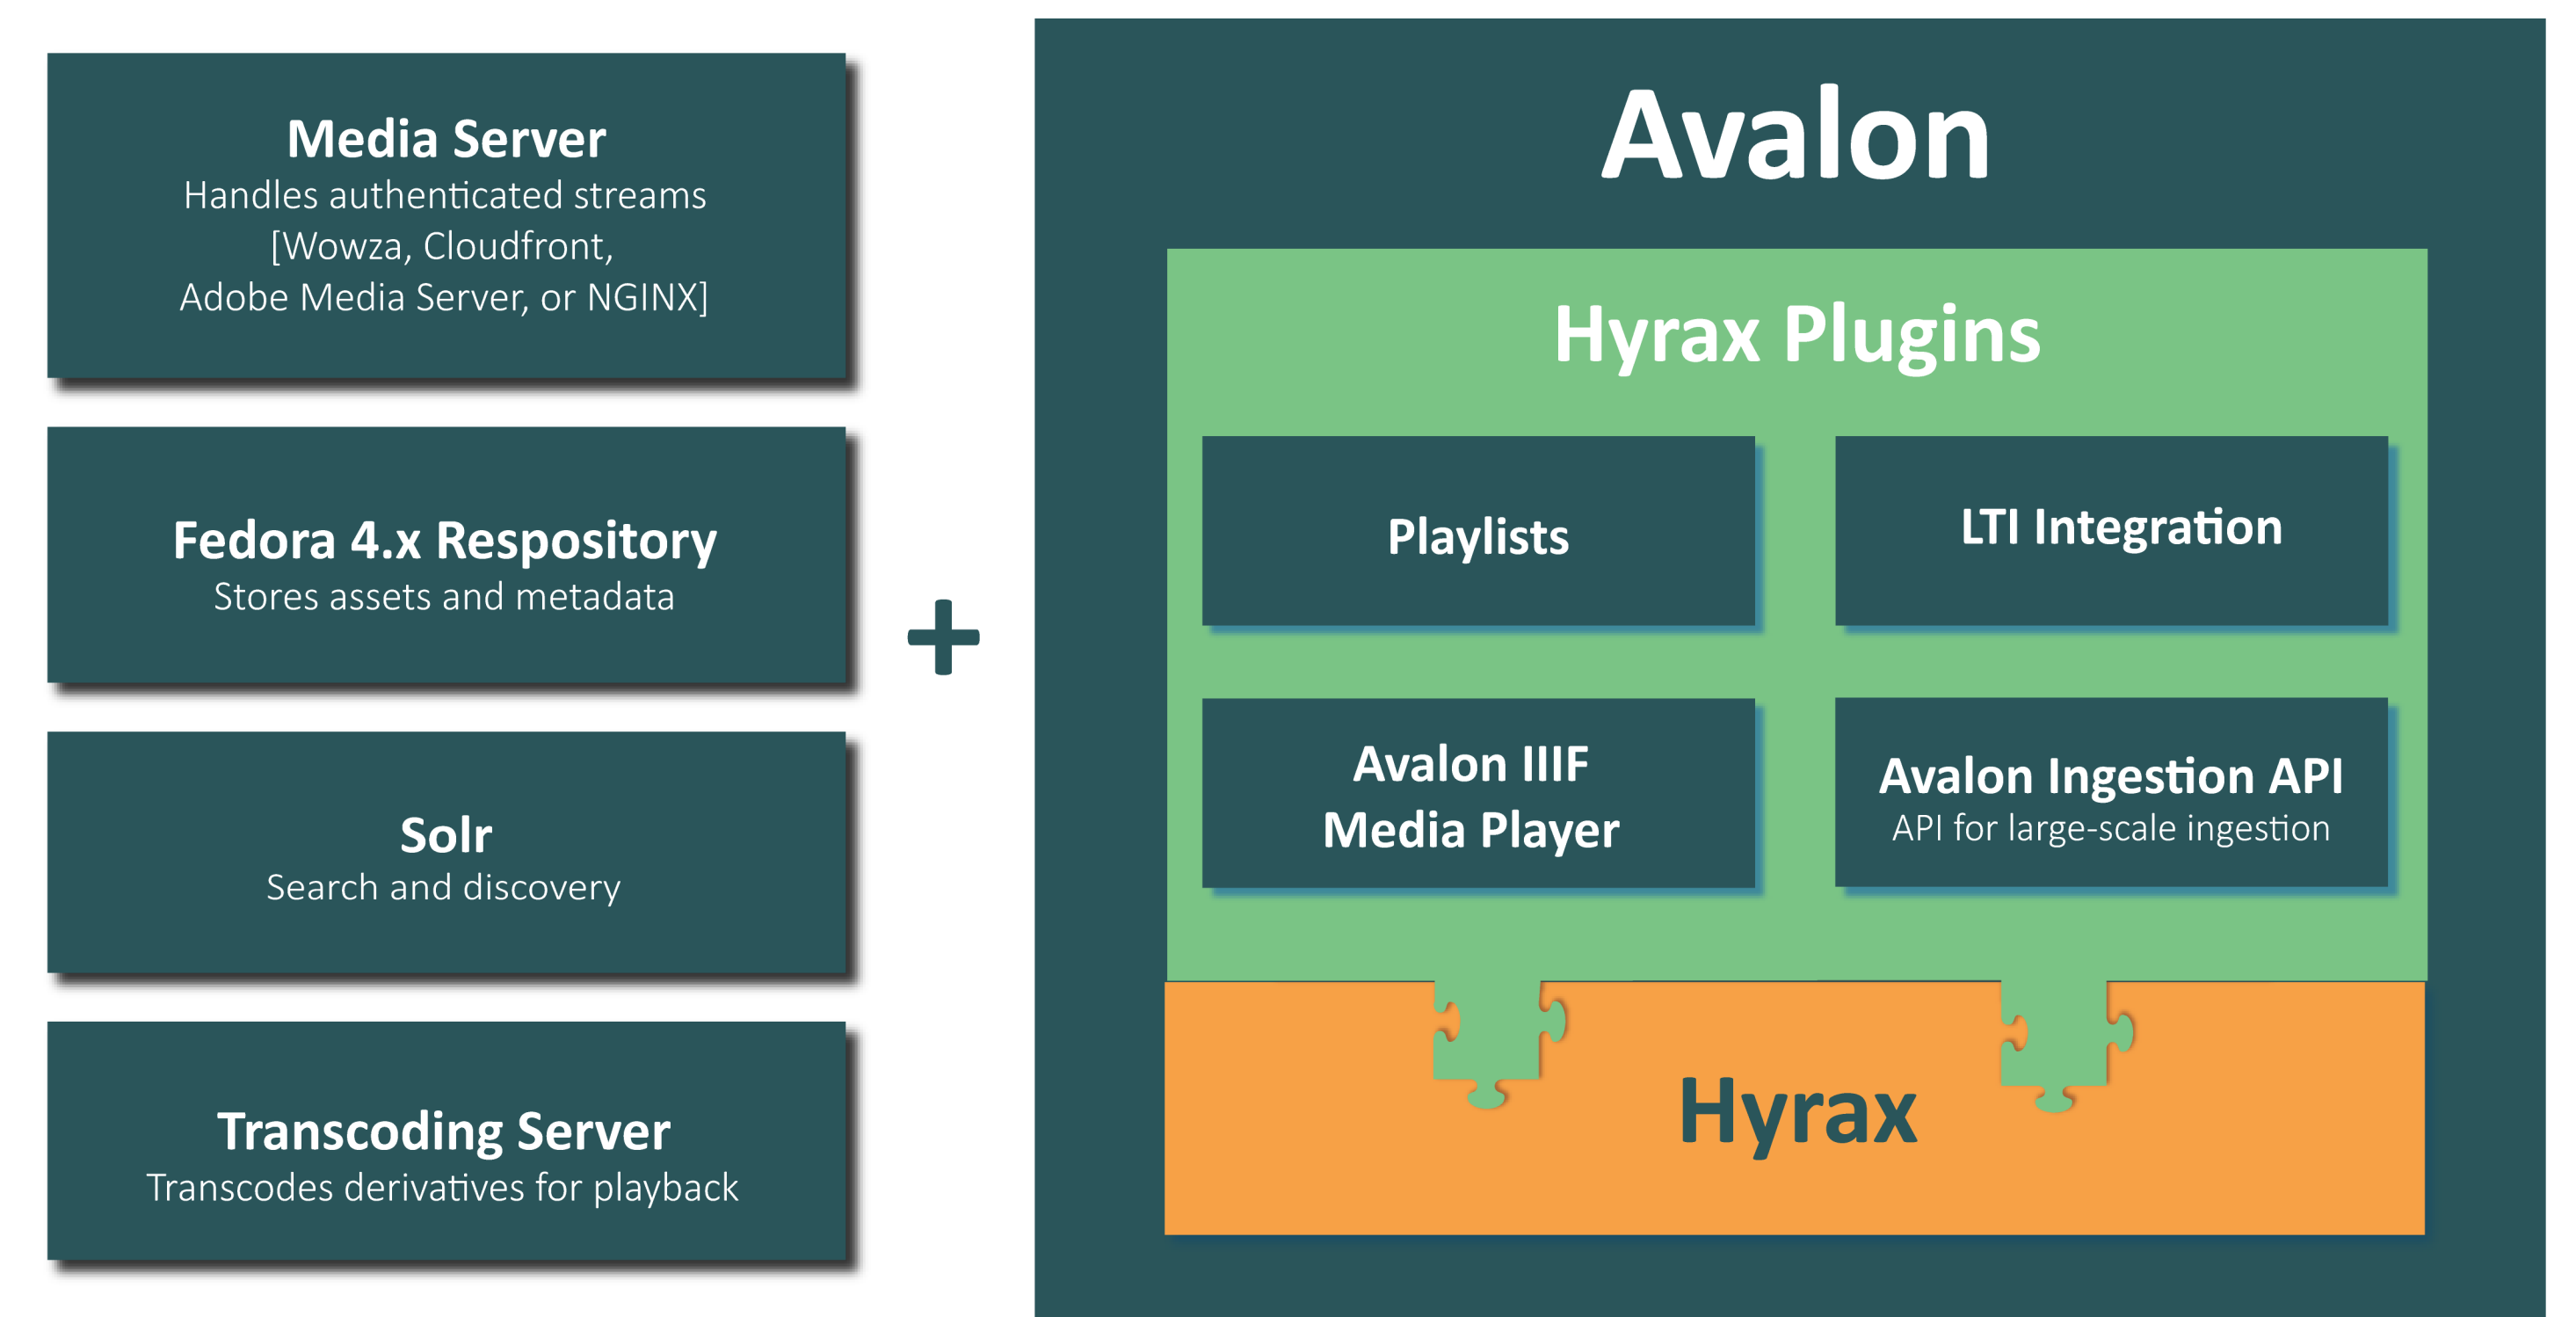 Media Server
Handles authenticated streams
[Wowza, Cloudfront,
Adobe Media Server, or NGINX]
Fedora 4.x Respository
Stores assets and metadata
Solr
Search and discovery
Transcoding Server
Transcodes derivatives for playback
+
Avalon
Hyrax Plugins
Playlists
LTI Integration
Avalon IIIF
Media Player
Avalon Ingestion API
API for large-scale ingestion
Hyrax